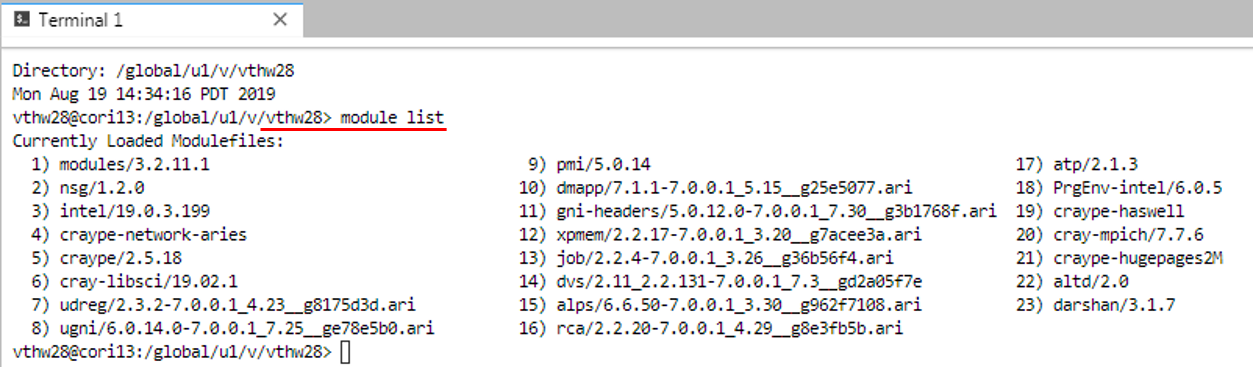 Terminal 1
Directory: /global/u1/v/vthw28
Mon Aug 19 14:34:16 PDT 2019
vthw28@cori13:/global/u1/v/vthw28> module list
Currently Loaded Modulefiles:
1) modules/3.2.11.1 9) pmi/5.0.14 17) atp/2.1.3
2) nsg/1.2.0 10) dmapp/7.1.1-7.0.0.1_5.15__g25e5077.ari 18) PrgEnv-intel/6.0.5
3) intel/19.0.3.199 11) gni-headers/5.0.12.0-7.0.0.1_7.30__g3b1768f.ari 19) craype-haswell
4) craype-network-aries 12) xpmem/2.2.17-7.0.0.1_3.20__g7acee3a.ari 20) cray-mpich/7.7.6
5) craype/2.5.18 13) job/2.2.4-7.0.0.1_3.26__g36b56f4.ari 21) craype-hugepages2M
6) cray-libsci/19.02.1 14) dvs/2.11_2.2.131-7.0.0.1_7.3__gd2a05f7e 22) altd/2.0
7) udreg/2.3.2-7.0.0.1_4.23__g8175d3d.ari 15) alps/6.6.50-7.0.0.1_3.30__g962f7108.ari 23) darshan/3.1.7
8) ugni/6.0.14.0-7.0.0.1_7.25__ge78e5b0.ari 16) rca/2.2.20-7.0.0.1_4.29__g8e3fb5b.ari
vthw28@cori13:/global/u1/v/vthw28>